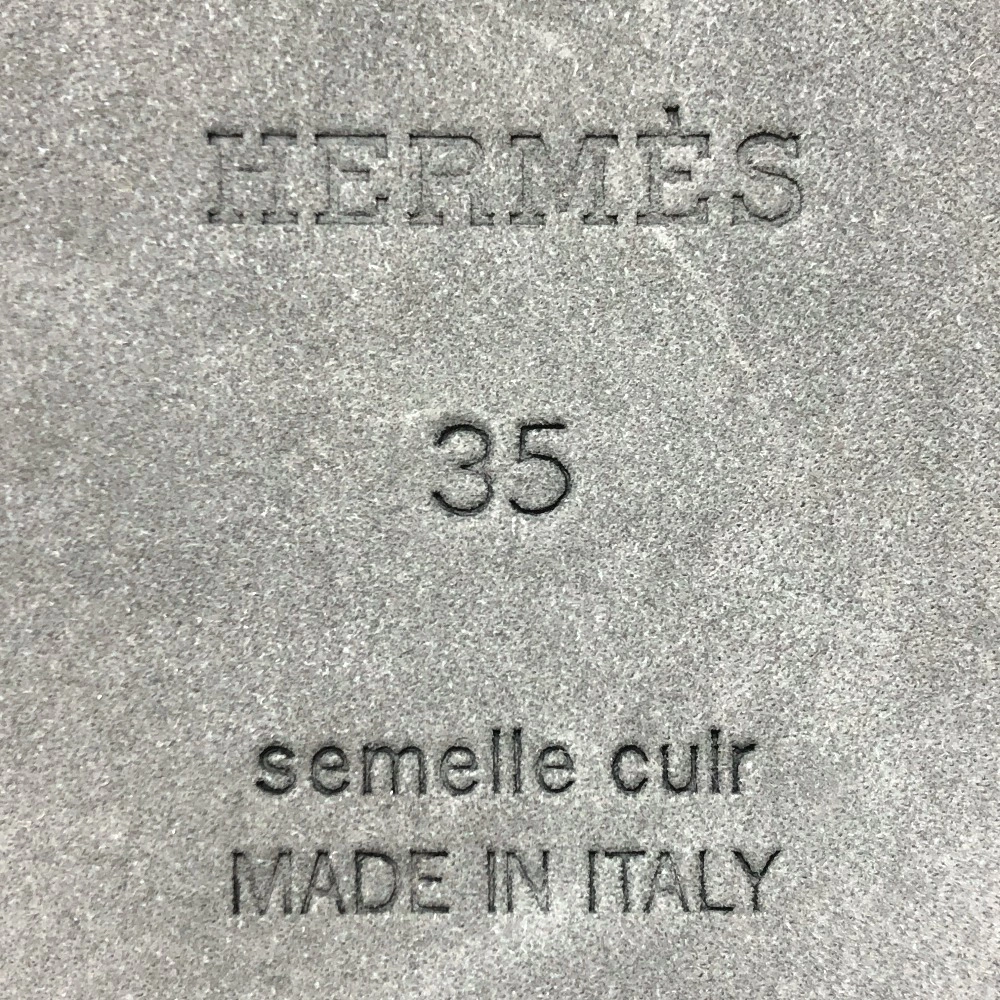 HERMÈS
35
semelle cuir
MADE IN ITALY